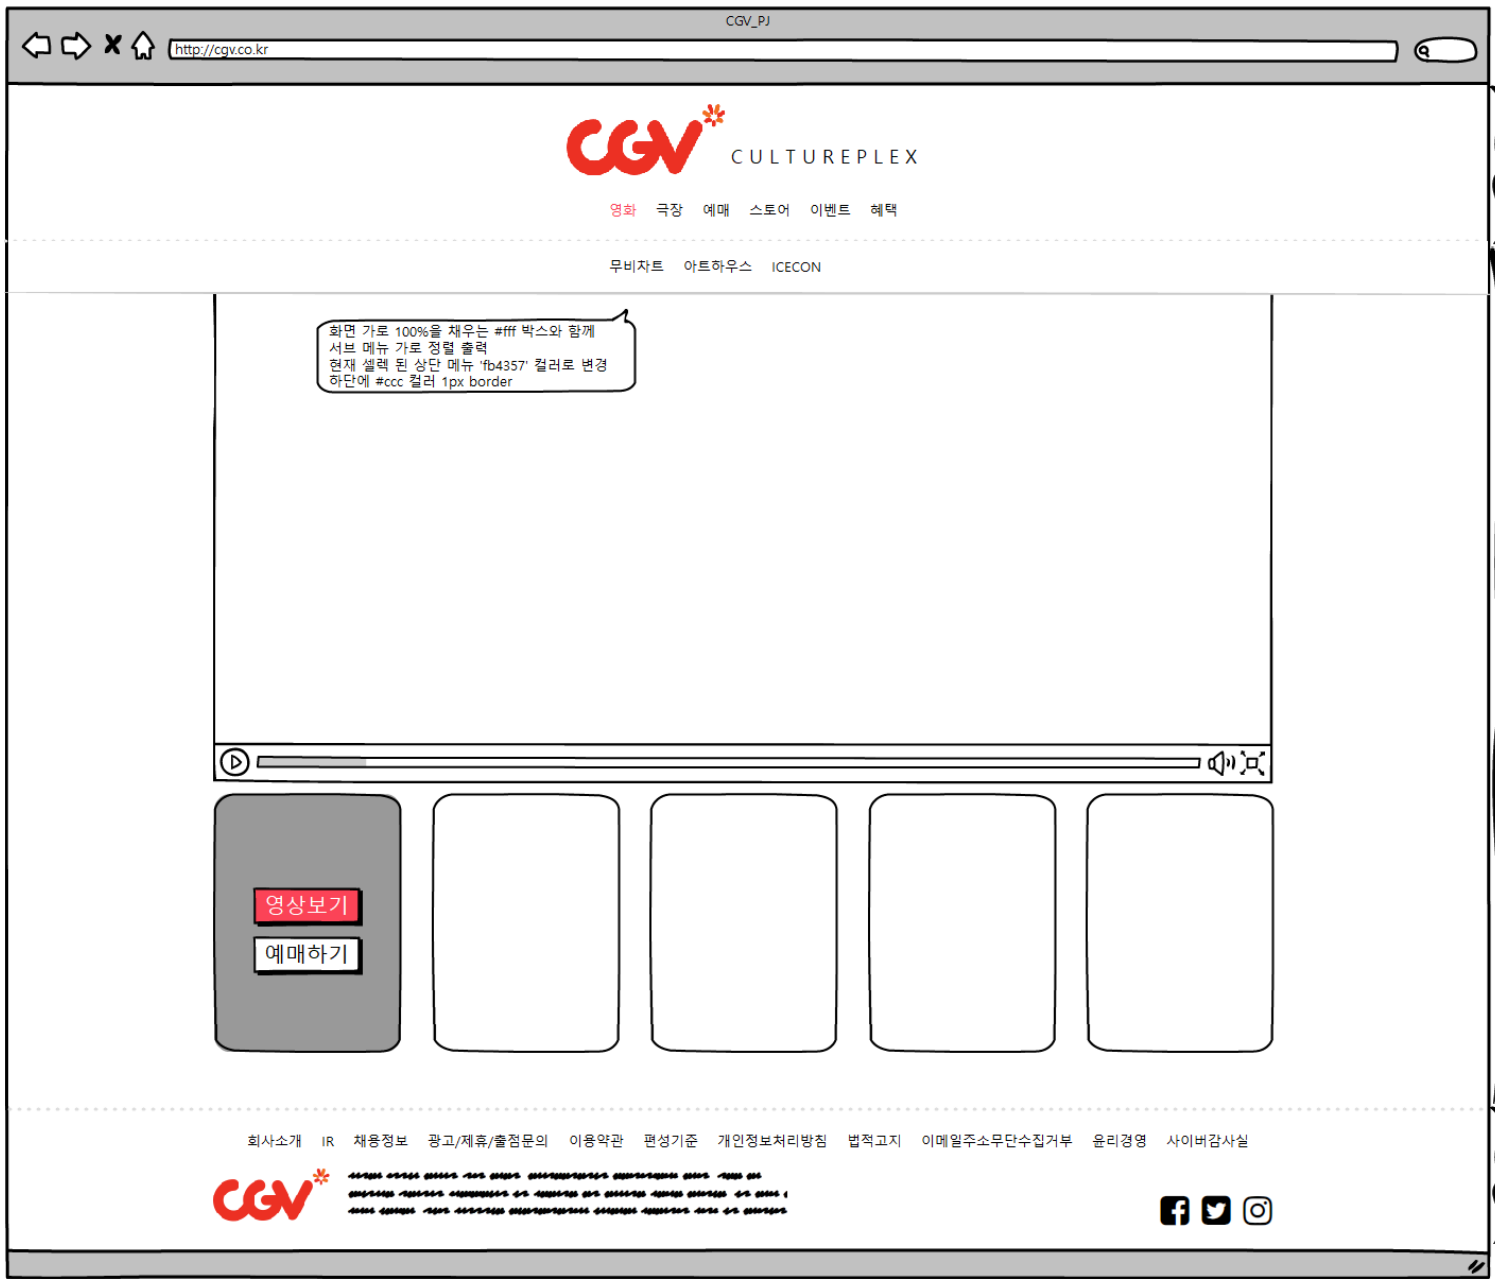 CGV_PJ
http://cgv.co.kr
CGV CULTUREPLEX
영화 극장 예매 스토어 이벤트 혜택
무비차트 아트하우스 ICECON
화면 가로 100%을 채우는 #fff 박스와 함께
서브 메뉴 가로 정렬 출력
현재 셀렉 된 상단 메뉴 'fb4357' 컬러로 변경
하단에 #ccc 컬러 1px border
영상보기
예매하기
회사소개 IR 채용정보 광고/제휴/출점문의 이용약관 편성기준 개인정보처리방침 법적고지 이메일주소무단수집거부 윤리경영 사이버감사실
CGV